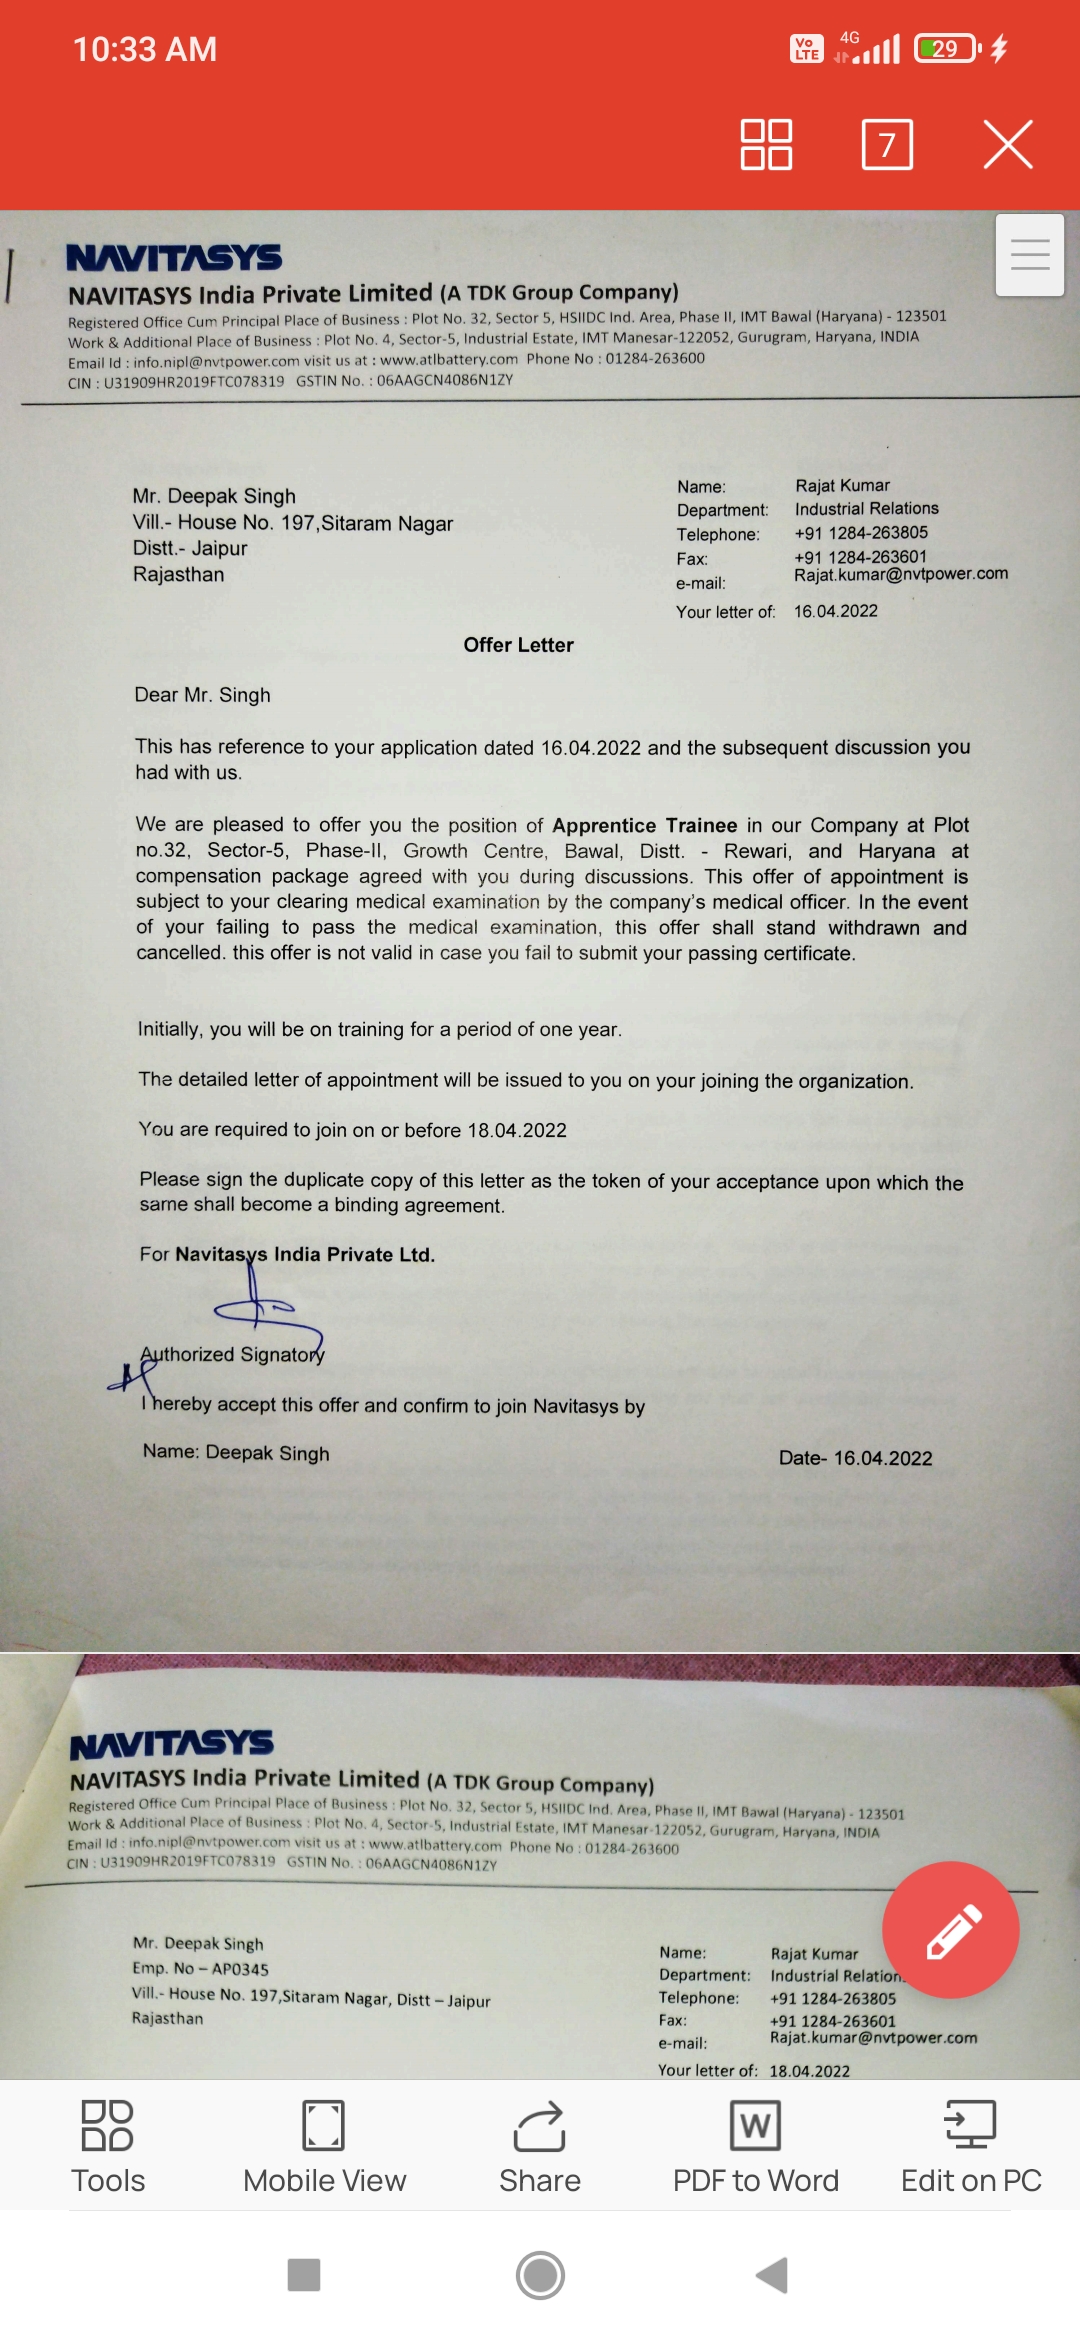 10:33 AM
Vo LTE 4G 29
7
NAVITASYS
NAVITASYS India Private Limited (A TDK Group Company)
Registered Office Cum Principal Place of Business : Plot No. 32, Sector 5, HSIIDC Ind. Area, Phase II, IMT Bawal (Haryana) - 123501
Work & Additional Place of Business : Plot No. 4, Sector-5, Industrial Estate, IMT Manesar-122052, Gurugram, Haryana, INDIA
Email Id : info.nipl@nvtpower.com visit us at : www.atlbattery.com Phone No : 01284-263600
CIN : U31909HR2019FTC078319 GSTIN No. : 06AAGCN4086N1ZY
Mr. Deepak Singh
Vill.- House No. 197,Sitaram Nagar
Distt.- Jaipur
Rajasthan
Name: Rajat Kumar
Department: Industrial Relations
Telephone: +91 1284-263805
Fax: +91 1284-263601
e-mail: Rajat.kumar@nvtpower.com
Your letter of: 16.04.2022
Offer Letter
Dear Mr. Singh
This has reference to your application dated 16.04.2022 and the subsequent discussion you
had with us.
We are pleased to offer you the position of Apprentice Trainee in our Company at Plot
no.32, Sector-5, Phase-II, Growth Centre, Bawal, Distt. - Rewari, and Haryana at
compensation package agreed with you during discussions. This offer of appointment is
subject to your clearing medical examination by the company's medical officer. In the event
of your failing to pass the medical examination, this offer shall stand withdrawn and
cancelled. this offer is not valid in case you fail to submit your passing certificate.
Initially, you will be on training for a period of one year.
The detailed letter of appointment will be issued to you on your joining the organization.
You are required to join on or before 18.04.2022
Please sign the duplicate copy of this letter as the token of your acceptance upon which the
same shall become a binding agreement.
For Navitasys India Private Ltd.
Authorized Signatory
I hereby accept this offer and confirm to join Navitasys by
Name: Deepak Singh
Date- 16.04.2022
NAVITASYS
NAVITASYS India Private Limited (A TDK Group Company)
Registered Office Cum Principal Place of Business : Plot No. 32, Sector 5, HSIIDC Ind. Area, Phase II, IMT Bawal (Haryana) - 123501
Work & Additional Place of Business : Plot No. 4, Sector-5, Industrial Estate, IMT Manesar-122052, Gurugram, Haryana, INDIA
Email Id : info.nipl@nvtpower.com visit us at : www.atlbattery.com Phone No : 01284-263600
CIN : U31909HR2019FTC078319 GSTIN No. : 06AAGCN4086N1ZY
Mr. Deepak Singh
Emp. No – AP0345
Vill.- House No. 197,Sitaram Nagar, Distt – Jaipur
Rajasthan
Name: Rajat Kumar
Department: Industrial Relation
Telephone: +91 1284-263805
Fax: +91 1284-263601
e-mail: Rajat.kumar@nvtpower.com
Your letter of: 18.04.2022
Tools
Mobile View
Share
W
PDF to Word
Edit on PC